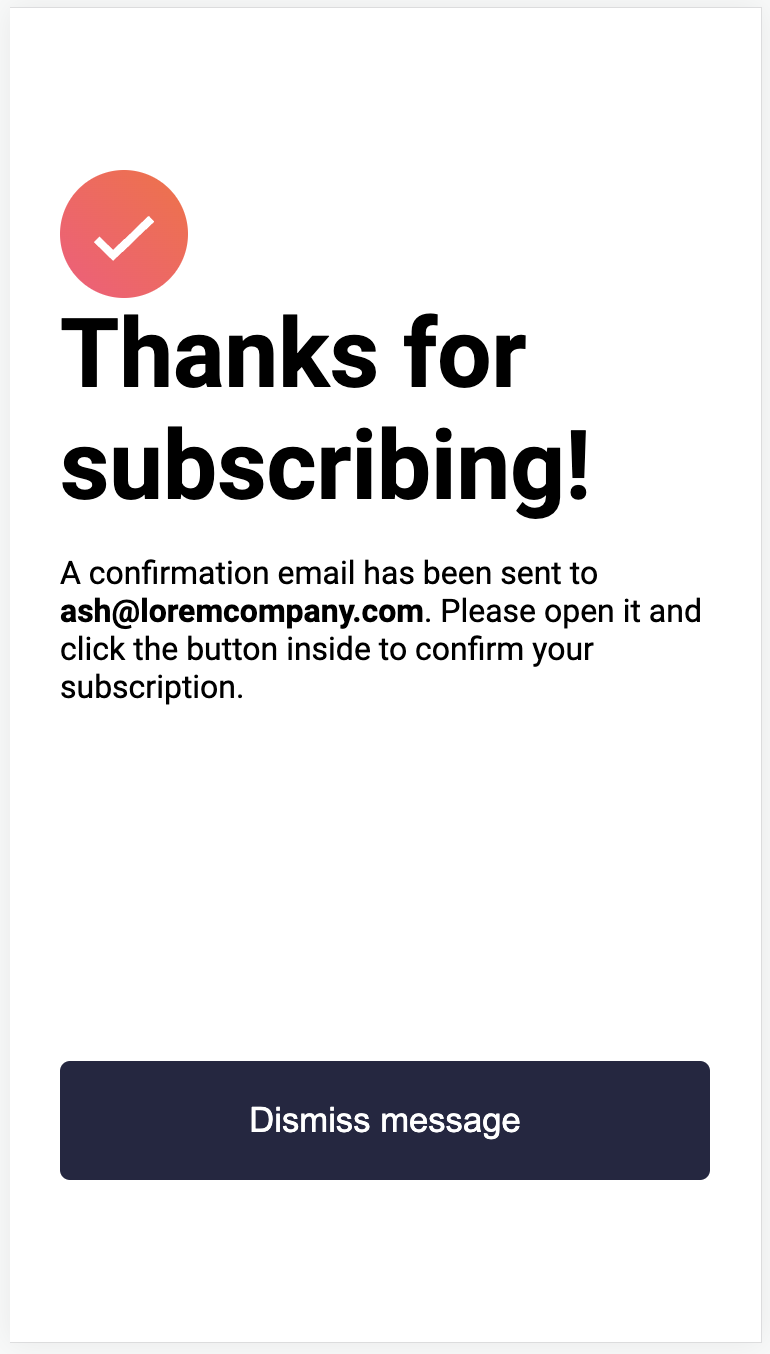 Thanks for
subscribing!
A confirmation email has been sent to
ash@loremcompany.com. Please open it and
click the button inside to confirm your
subscription.
Dismiss message